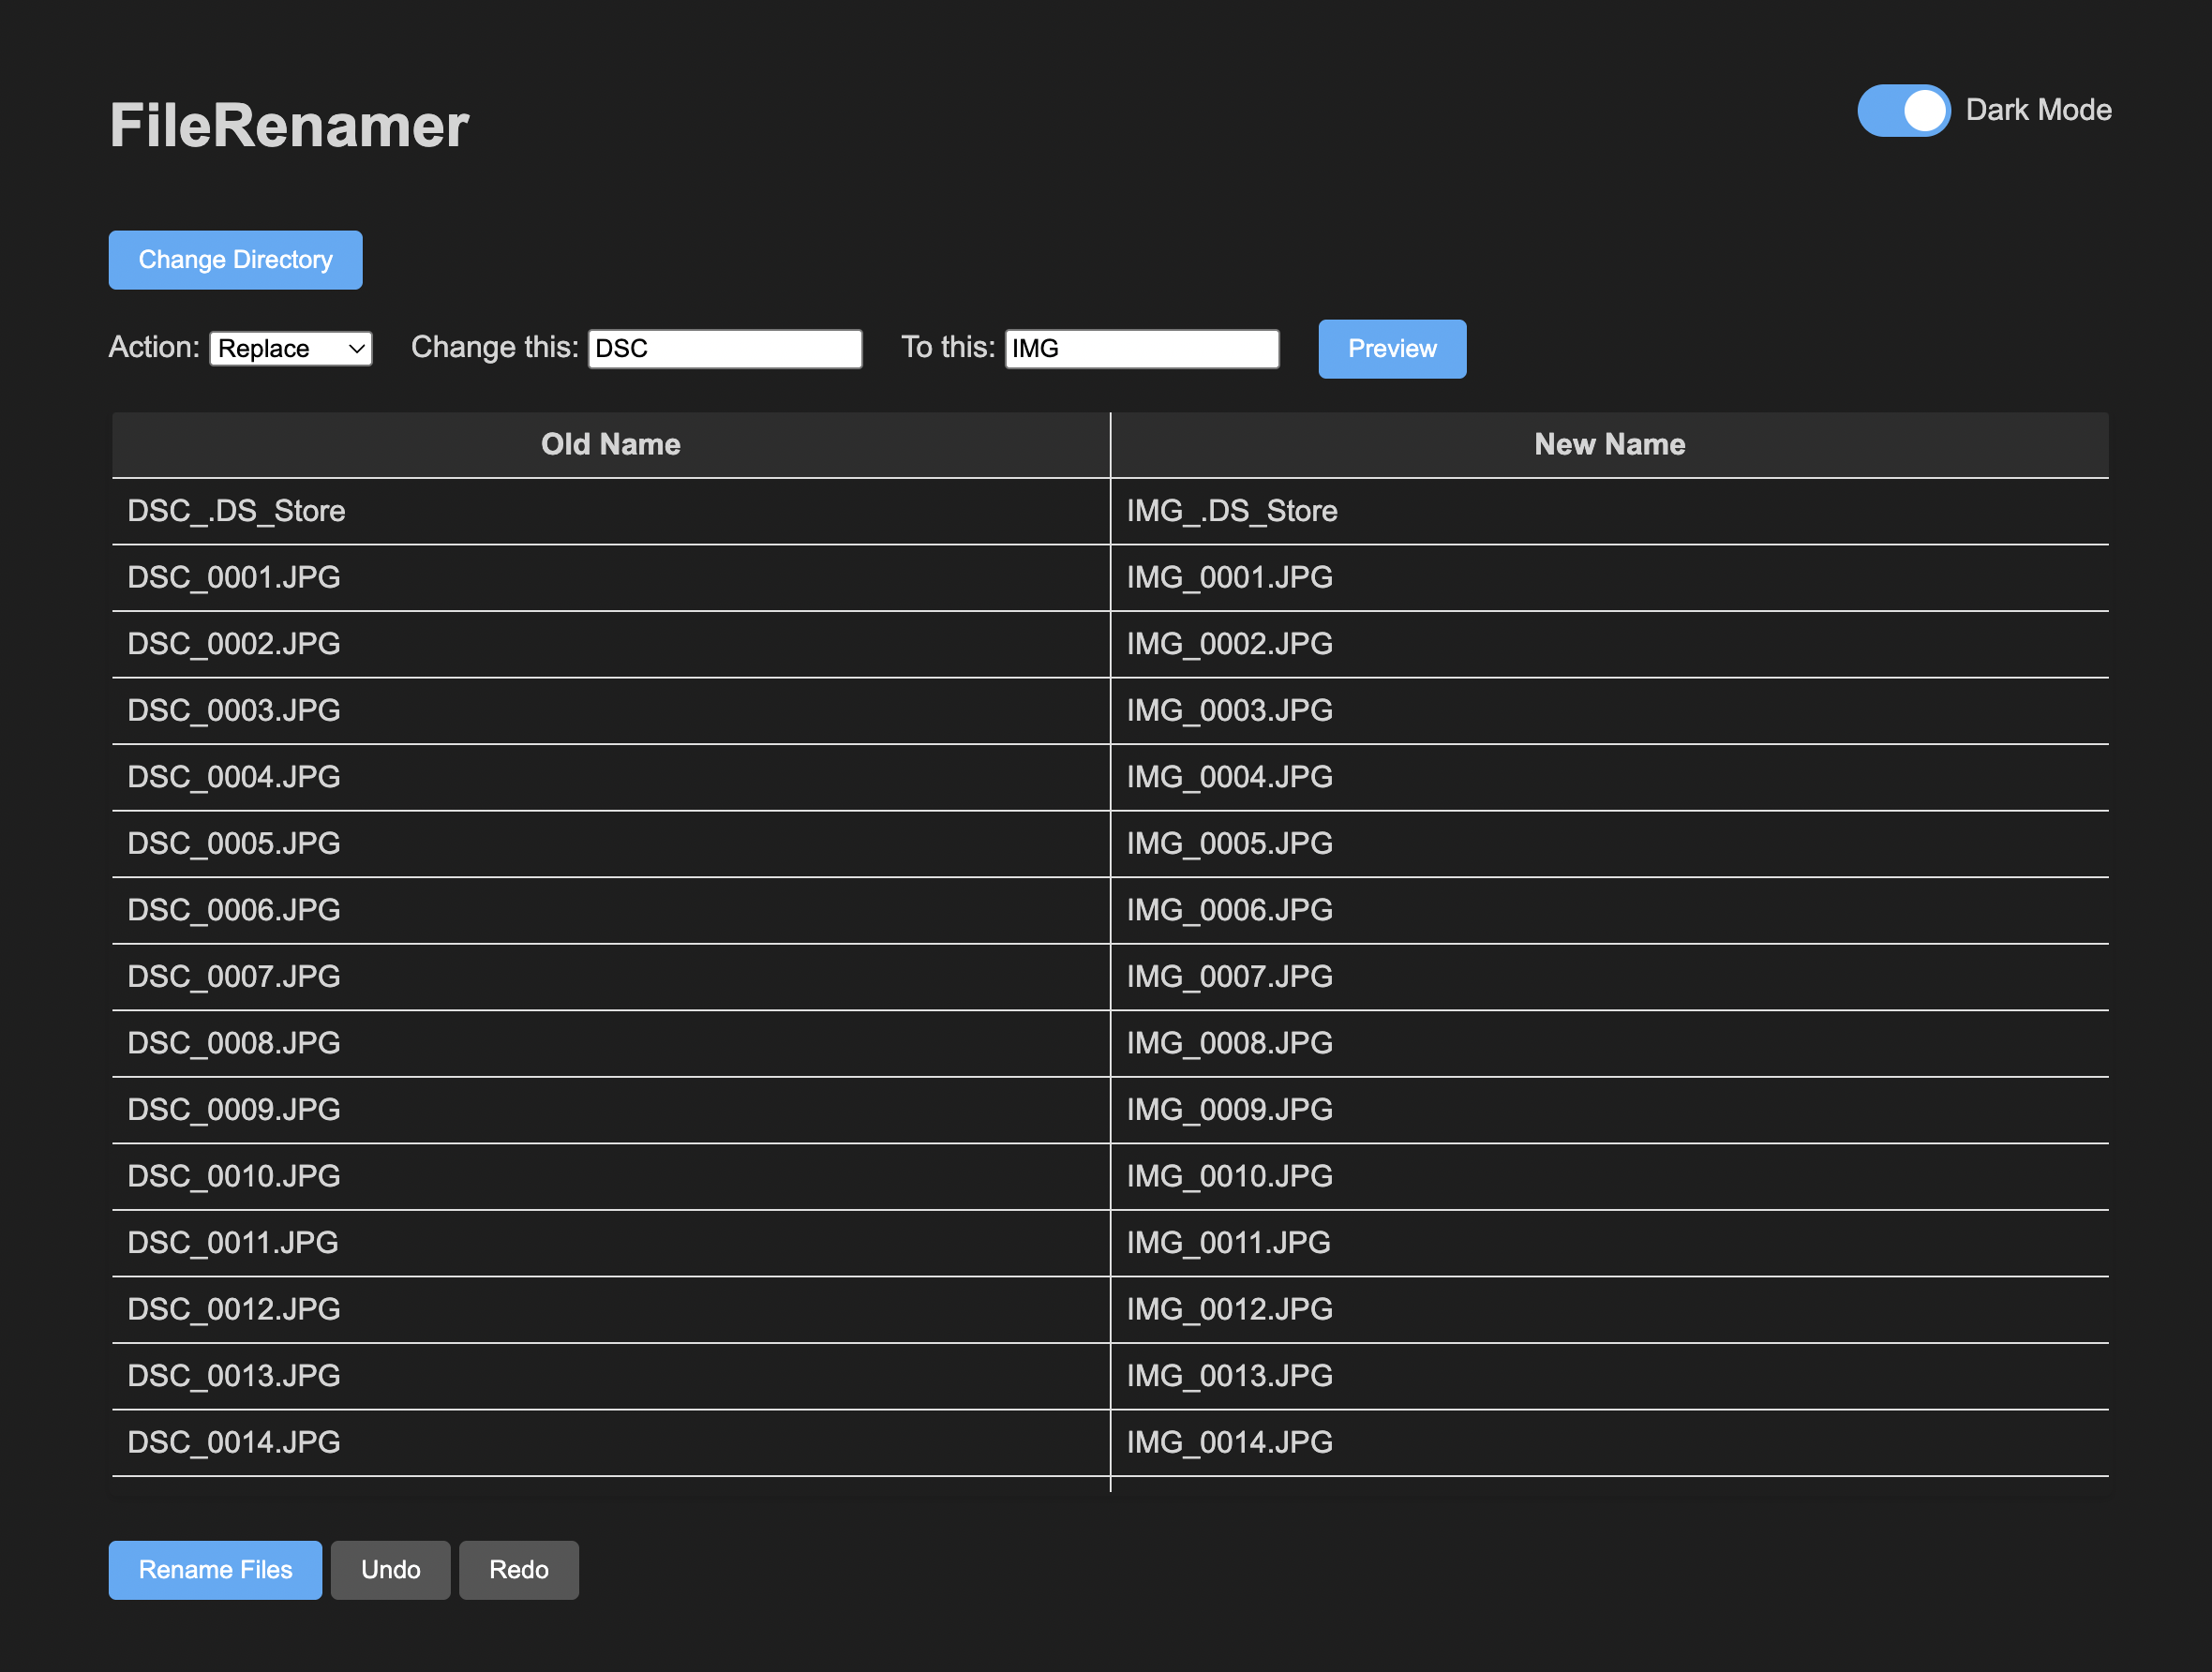 FileRenamer
Dark Mode
Change Directory
Action: Replace Change this: DSC To this: IMG Preview
Old Name New Name
DSC_.DS_Store IMG_.DS_Store
DSC_0001.JPG IMG_0001.JPG
DSC_0002.JPG IMG_0002.JPG
DSC_0003.JPG IMG_0003.JPG
DSC_0004.JPG IMG_0004.JPG
DSC_0005.JPG IMG_0005.JPG
DSC_0006.JPG IMG_0006.JPG
DSC_0007.JPG IMG_0007.JPG
DSC_0008.JPG IMG_0008.JPG
DSC_0009.JPG IMG_0009.JPG
DSC_0010.JPG IMG_0010.JPG
DSC_0011.JPG IMG_0011.JPG
DSC_0012.JPG IMG_0012.JPG
DSC_0013.JPG IMG_0013.JPG
DSC_0014.JPG IMG_0014.JPG
Rename Files Undo Redo